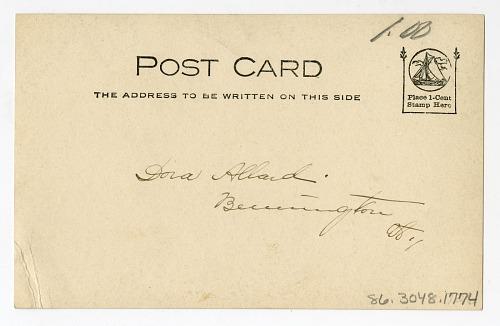 1.00
POST CARD
THE ADDRESS TO BE WRITTEN ON THIS SIDE
Place 1-Cent
Stamp Here
Dora Allard.
Bennington
Vt.,
86.3048.1774